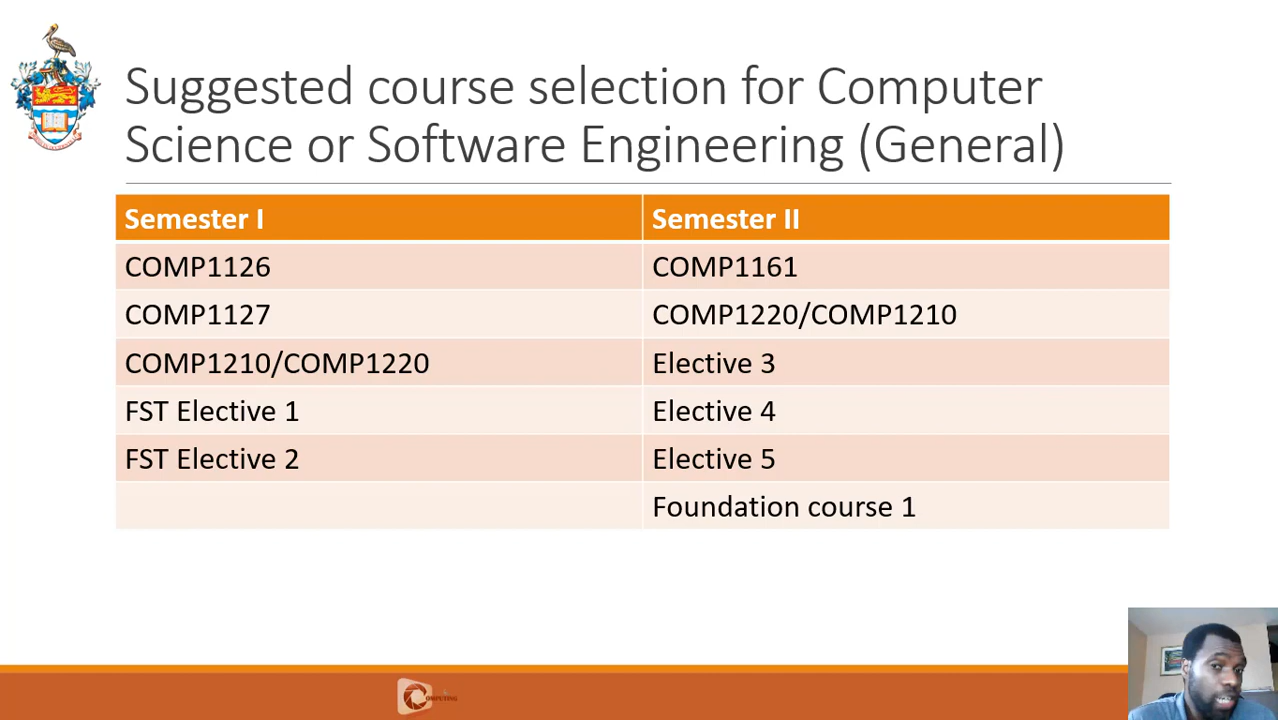 Suggested course selection for Computer
Science or Software Engineering (General)
Semester I
Semester II
COMP1126
COMP1161
COMP1127
COMP1220/COMP1210
COMP1210/COMP1220
Elective 3
FST Elective 1
Elective 4
FST Elective 2
Elective 5
Foundation course 1
COMPUTING